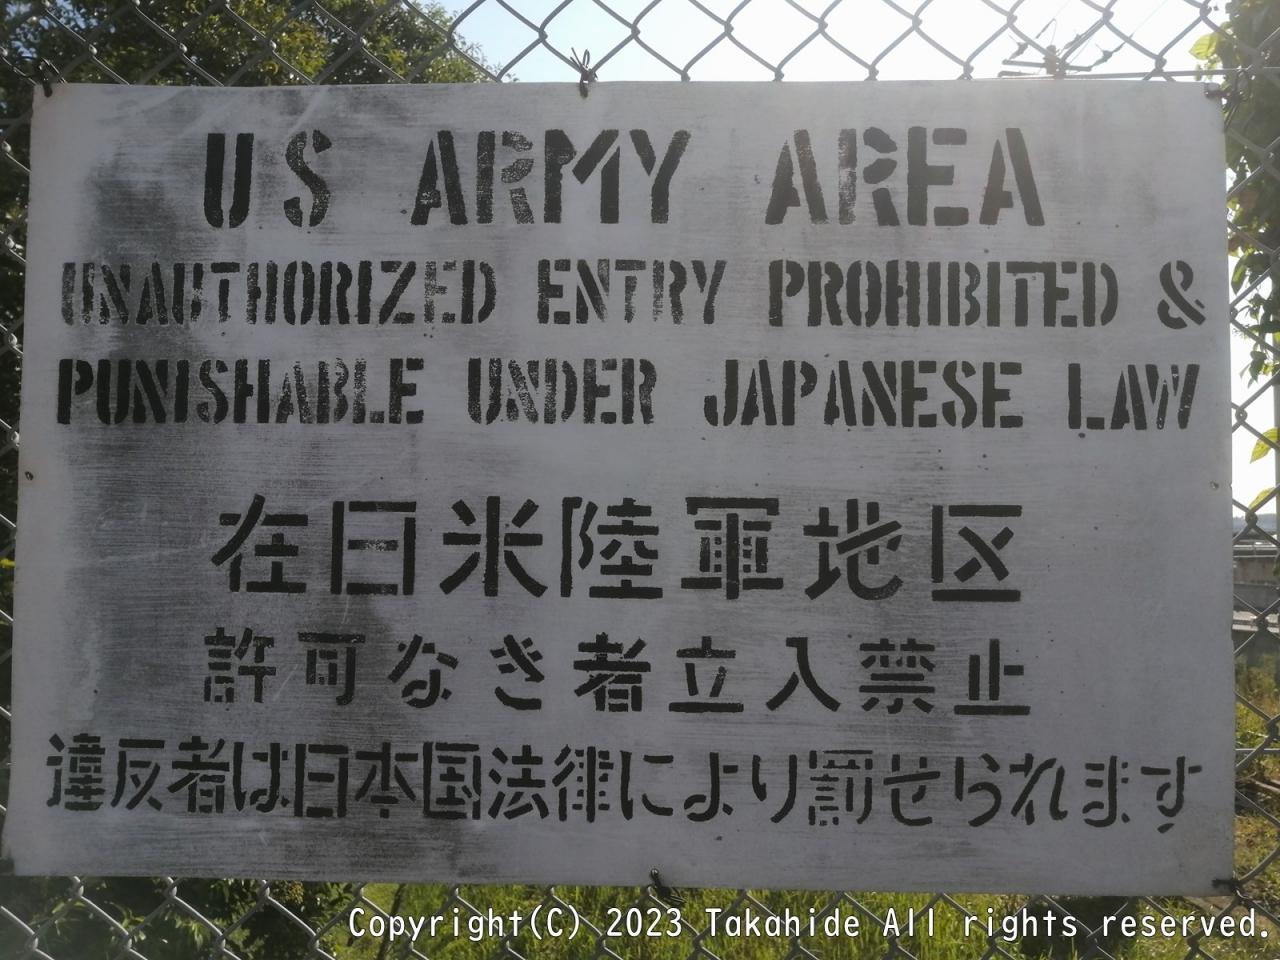 US ARMY AREA
UNAUTHORIZED ENTRY PROHIBITED &
PUNISHABLE UNDER JAPANESE LAW
在日米陸軍地区
許可なき者立入禁止
違反者は日本国法律により罰せられます
Copyright(C) 2023 Takahide All rights reserved.